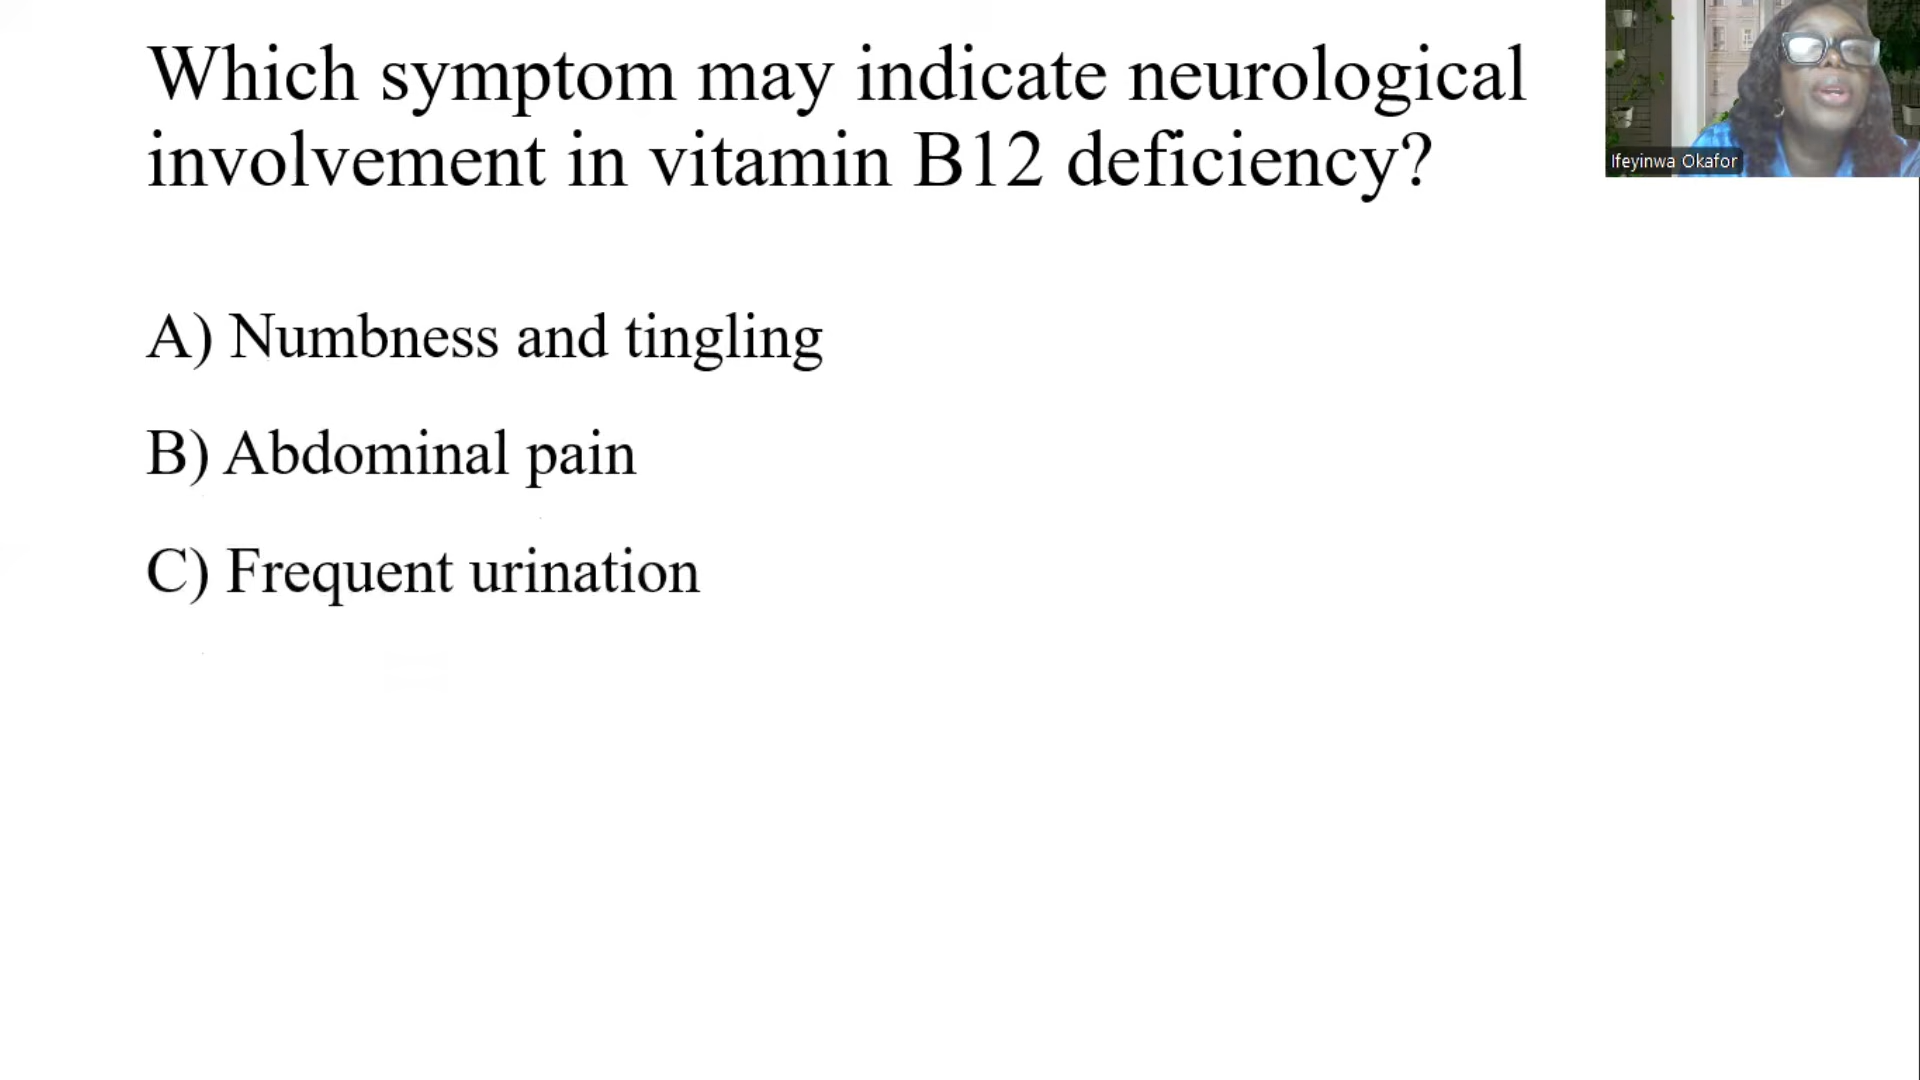 Which symptom may indicate neurological
involvement in vitamin B12 deficiency?
Ifeyinwa Okafor
A) Numbness and tingling
B) Abdominal pain
C) Frequent urination